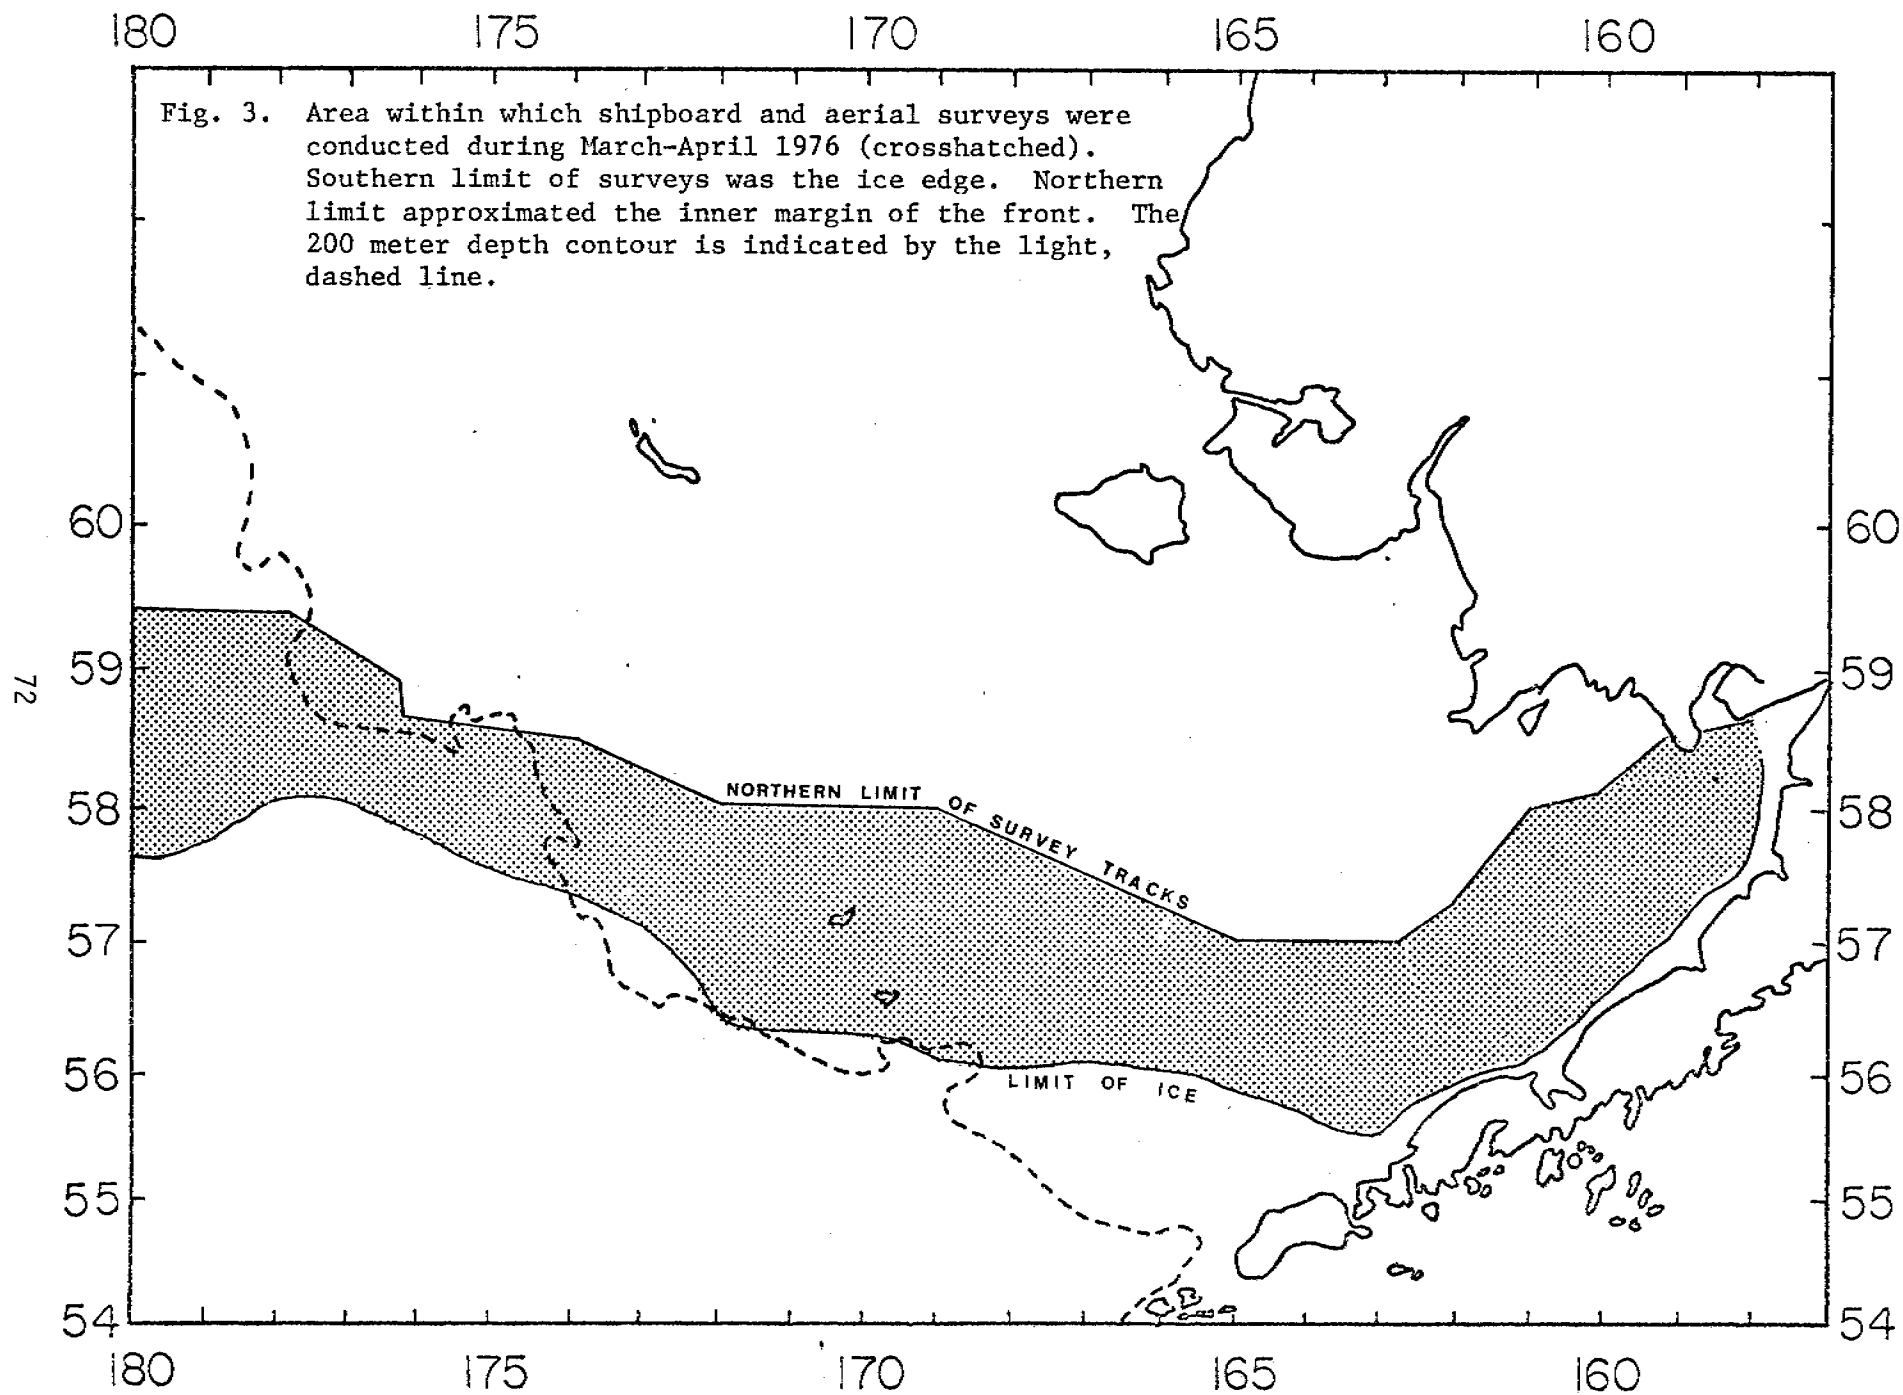 180 175 170 165 160
Fig. 3. Area within which shipboard and aerial surveys were
conducted during March-April 1976 (crosshatched).
Southern limit of surveys was the ice edge. Northern
limit approximated the inner margin of the front. The
200 meter depth contour is indicated by the light,
dashed line.
60 60
59 59
72
58 58
NORTHERN LIMIT OF SURVEY TRACKS
57 57
56 56
LIMIT OF ICE
55 55
54 54
180 175 170 165 160